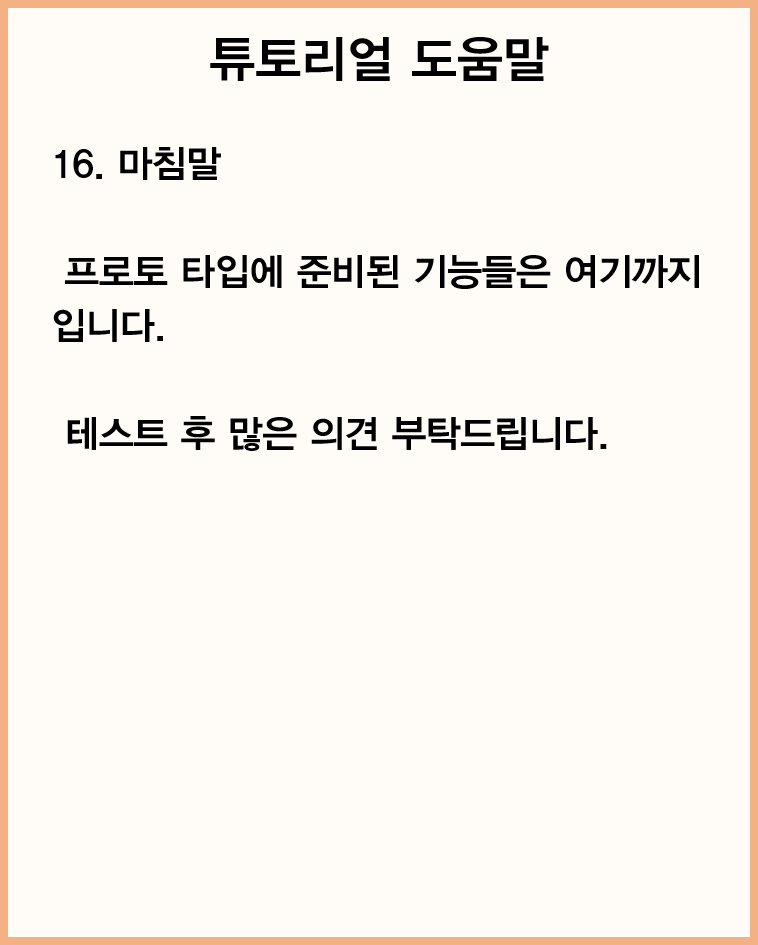 튜토리얼 도움말
16. 마침말
프로토 타입에 준비된 기능들은 여기까지
입니다.
테스트 후 많은 의견 부탁드립니다.